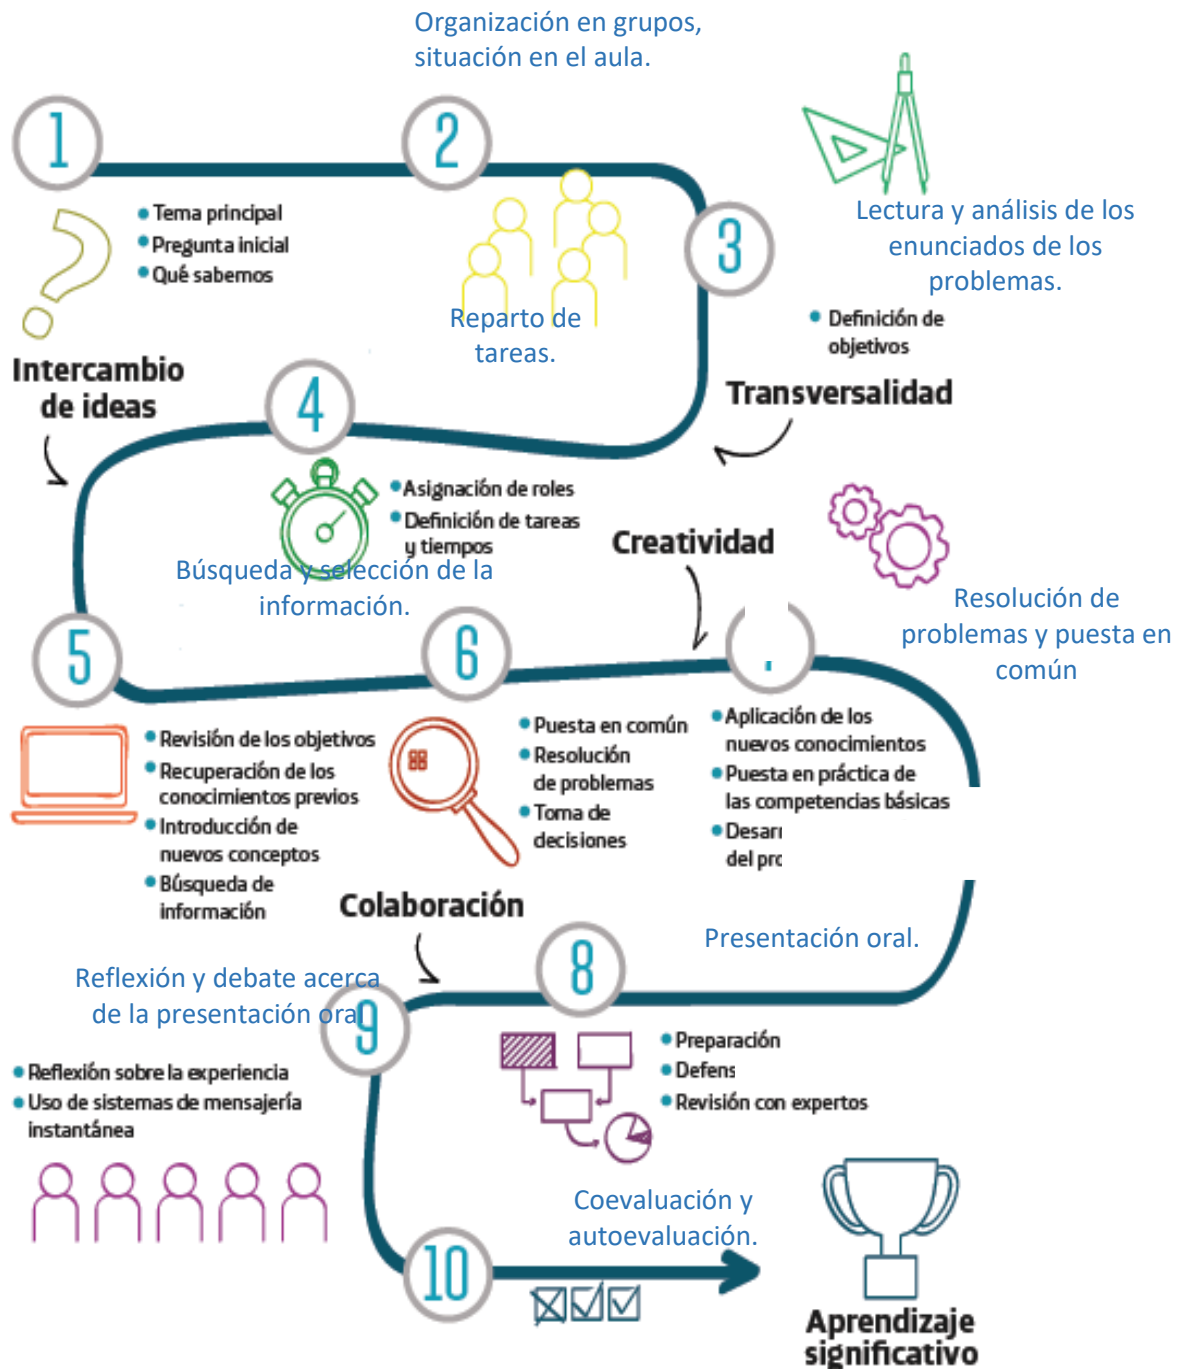 Organización en grupos,
situación en el aula.
1
2
3
Tema principal
Pregunta inicial
Qué sabemos
Lectura y análisis de los
enunciados de los
problemas.
Reparto de
tareas.
Definición de
objetivos
Intercambio
de ideas
Transversalidad
4
Asignación de roles
Definición de tareas
y tiempos
Creatividad
Búsqueda y selección de la
información.
Resolución de
problemas y puesta en
común
5
6
Revisión de los objetivos
Recuperación de los
conocimientos previos
Introducción de
nuevos conceptos
Búsqueda de
información
Puesta en común
Resolución
de problemas
Toma de
decisiones
Aplicación de los
nuevos conocimientos
Puesta en práctica de
las competencias básicas
Desarr
del pro
Colaboración
Presentación oral.
8
Reflexión y debate acerca
de la presentación oral
9
Preparación
Defens
Revisión con expertos
Reflexión sobre la experiencia
Uso de sistemas de mensajería
instantánea
Coevaluación y
autoevaluación.
10
Aprendizaje
significativo